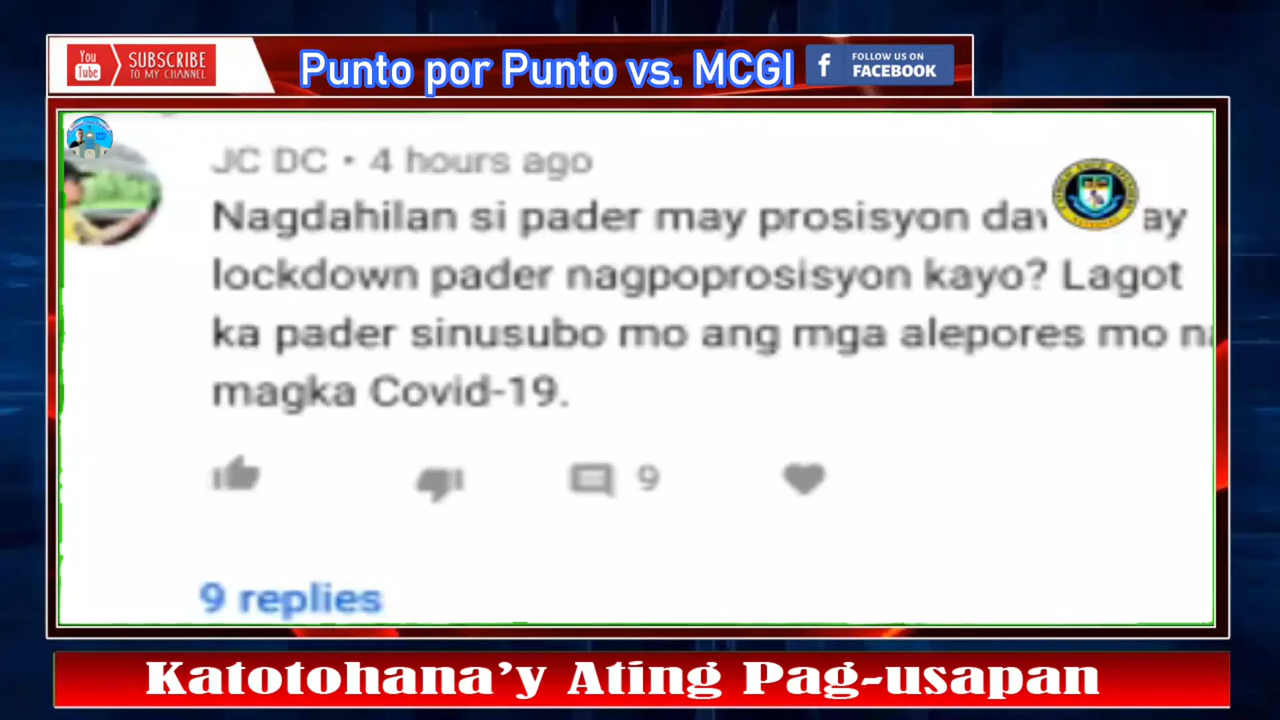 You Tube
SUBSCRIBE
TO MY CHANNEL
Punto por Punto vs. MCGI
f
FOLLOW US ON
FACEBOOK
JC DC • 4 hours ago
Nagdahilan si pader may prosisyon
lockdown pader nagpoprosisyon kayo? Lagot
ka pader sinusubo mo ang mga alepores mo
magka Covid-19.
9
9 replies
Katotohana’y Ating Pag-usapan